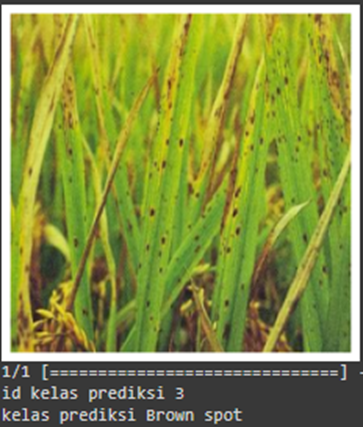 1/1 [==============================] -
id kelas prediksi 3
kelas prediksi Brown spot